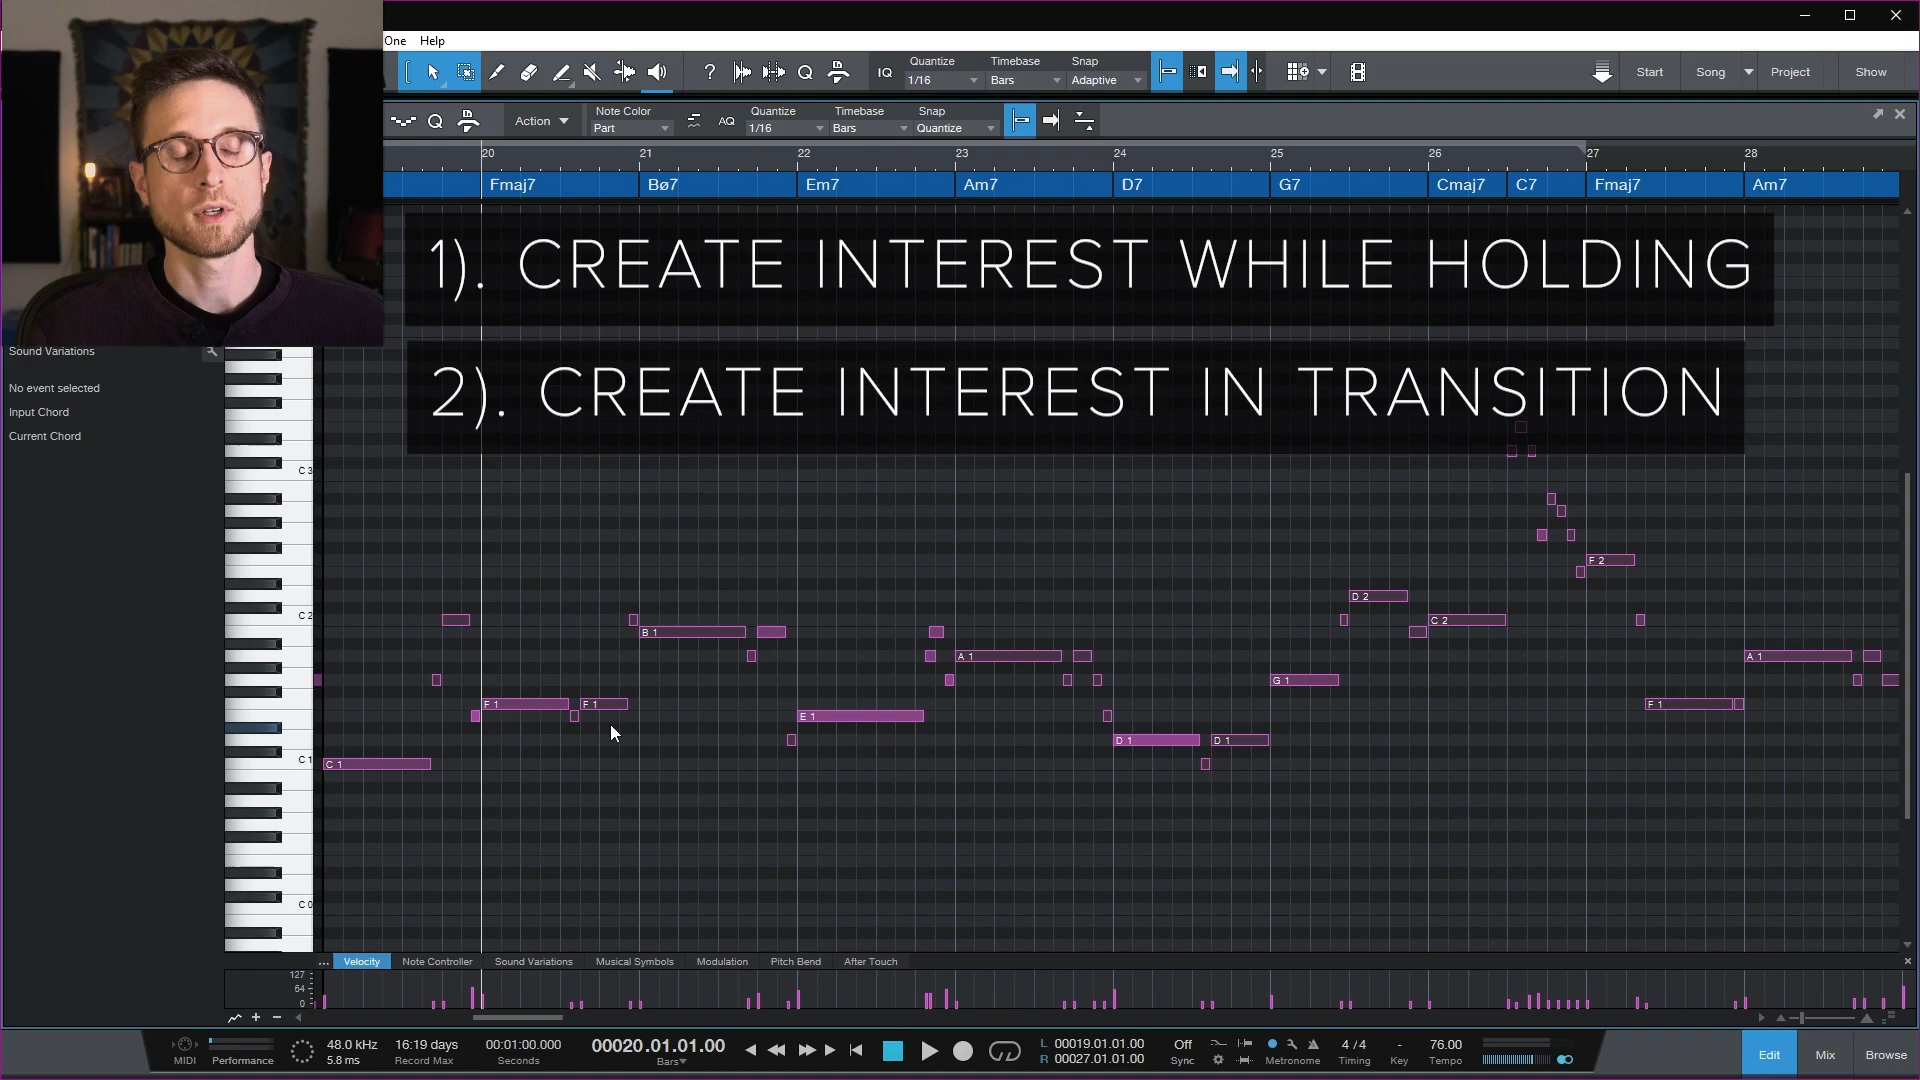 One Help
Quantize Timebase Snap
IQ 1/16 Bars Adaptive
Start Song Project Show
Note Color Quantize Timebase Snap
Action Part AQ 1/16 Bars Quantize
20 21 22 23 24 25 26 27 28
Fmaj7 Bø7 Em7 Am7 D7 G7 Cmaj7 C7 Fmaj7 Am7
1). CREATE INTEREST WHILE HOLDING
2). CREATE INTEREST IN TRANSITION
Sound Variations
No event selected
Input Chord
Current Chord
C 3
F 2
D 2
C 2
C 2
B 1
A 1
A 1
G 1
F 1
F 1
F 1
E 1
D 1
D 1
C 1
C 1
C 0
... Velocity Note Controller Sound Variations Musical Symbols Modulation Pitch Bend After Touch
127
64
0
MIDI Performance
48.0 kHz
5.8 ms
16:19 days
Record Max
00:01:00.000
Seconds
00020.01.01.00
Bars
L 00019.01.01.00
R 00027.01.01.00
Off
Sync
Metronome
4 / 4
Timing
-
Key
76.00
Tempo
Edit Mix Browse